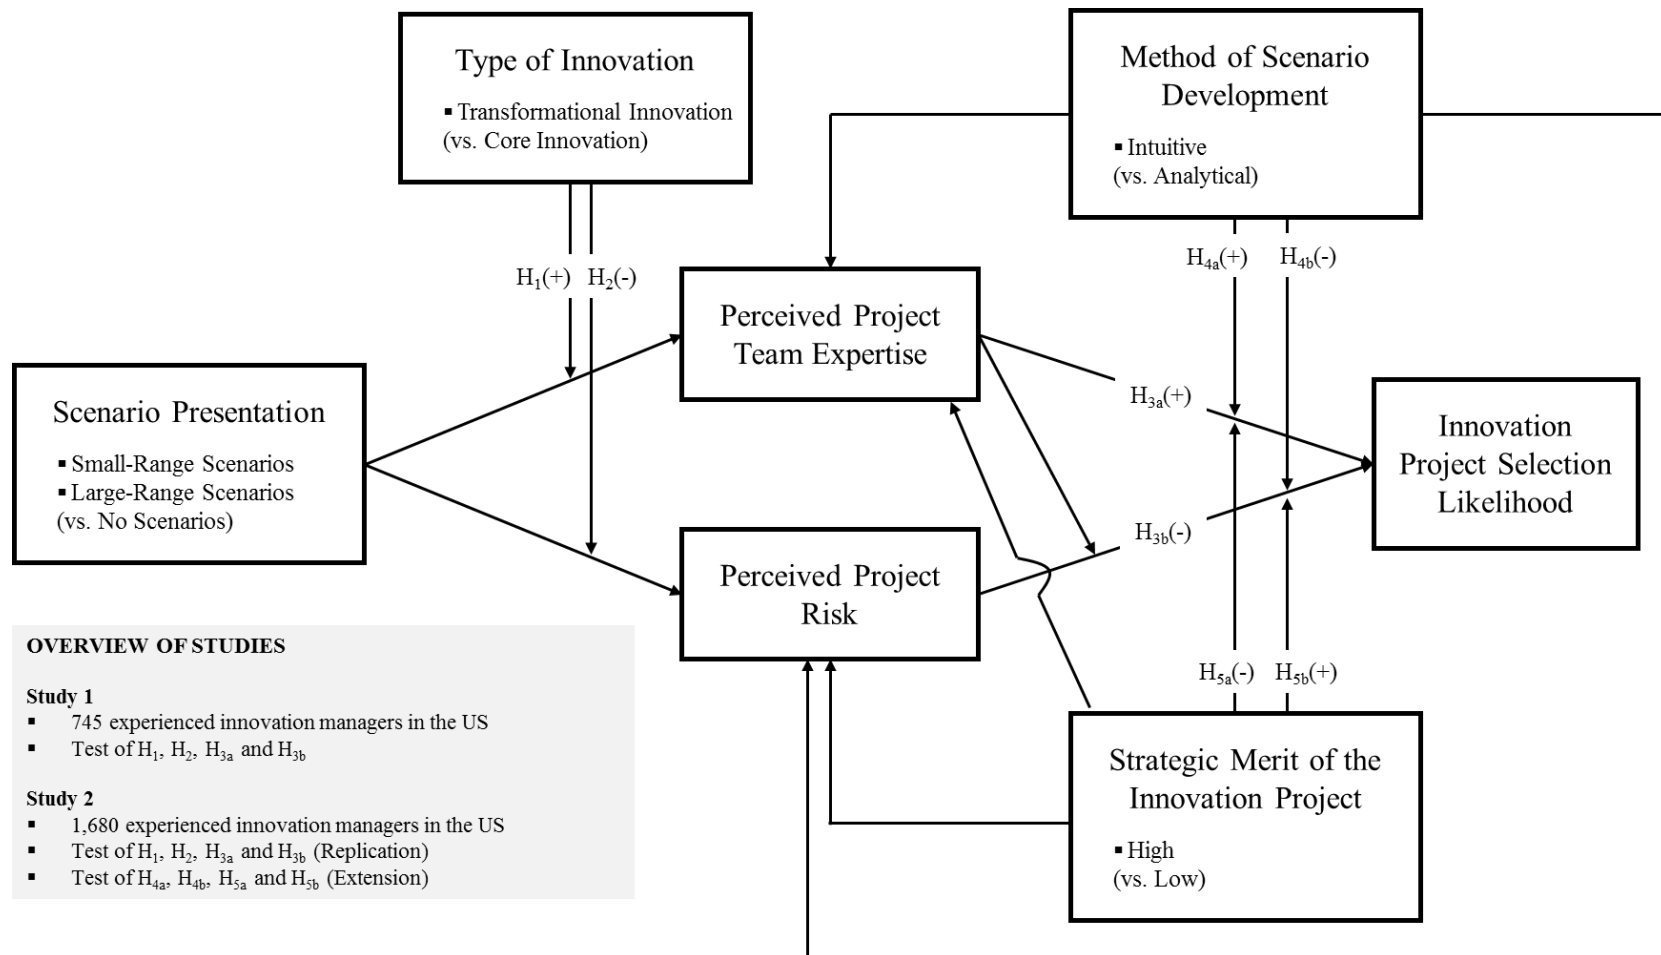 Type of Innovation
▪ Transformational Innovation
(vs. Core Innovation)
Method of Scenario
Development
▪ Intuitive
(vs. Analytical)
H1(+)
H2(-)
H4a(+)
H4b(-)
Perceived Project
Team Expertise
Scenario Presentation
▪ Small-Range Scenarios
▪ Large-Range Scenarios
(vs. No Scenarios)
H3a(+)
Innovation
Project Selection
Likelihood
H3b(-)
Perceived Project
Risk
H5a(-)
H5b(+)
Strategic Merit of the
Innovation Project
▪ High
(vs. Low)
OVERVIEW OF STUDIES
Study 1
▪ 745 experienced innovation managers in the US
▪ Test of H1, H2, H3a and H3b
Study 2
▪ 1,680 experienced innovation managers in the US
▪ Test of H1, H2, H3a and H3b (Replication)
▪ Test of H4a, H4b, H5a and H5b (Extension)